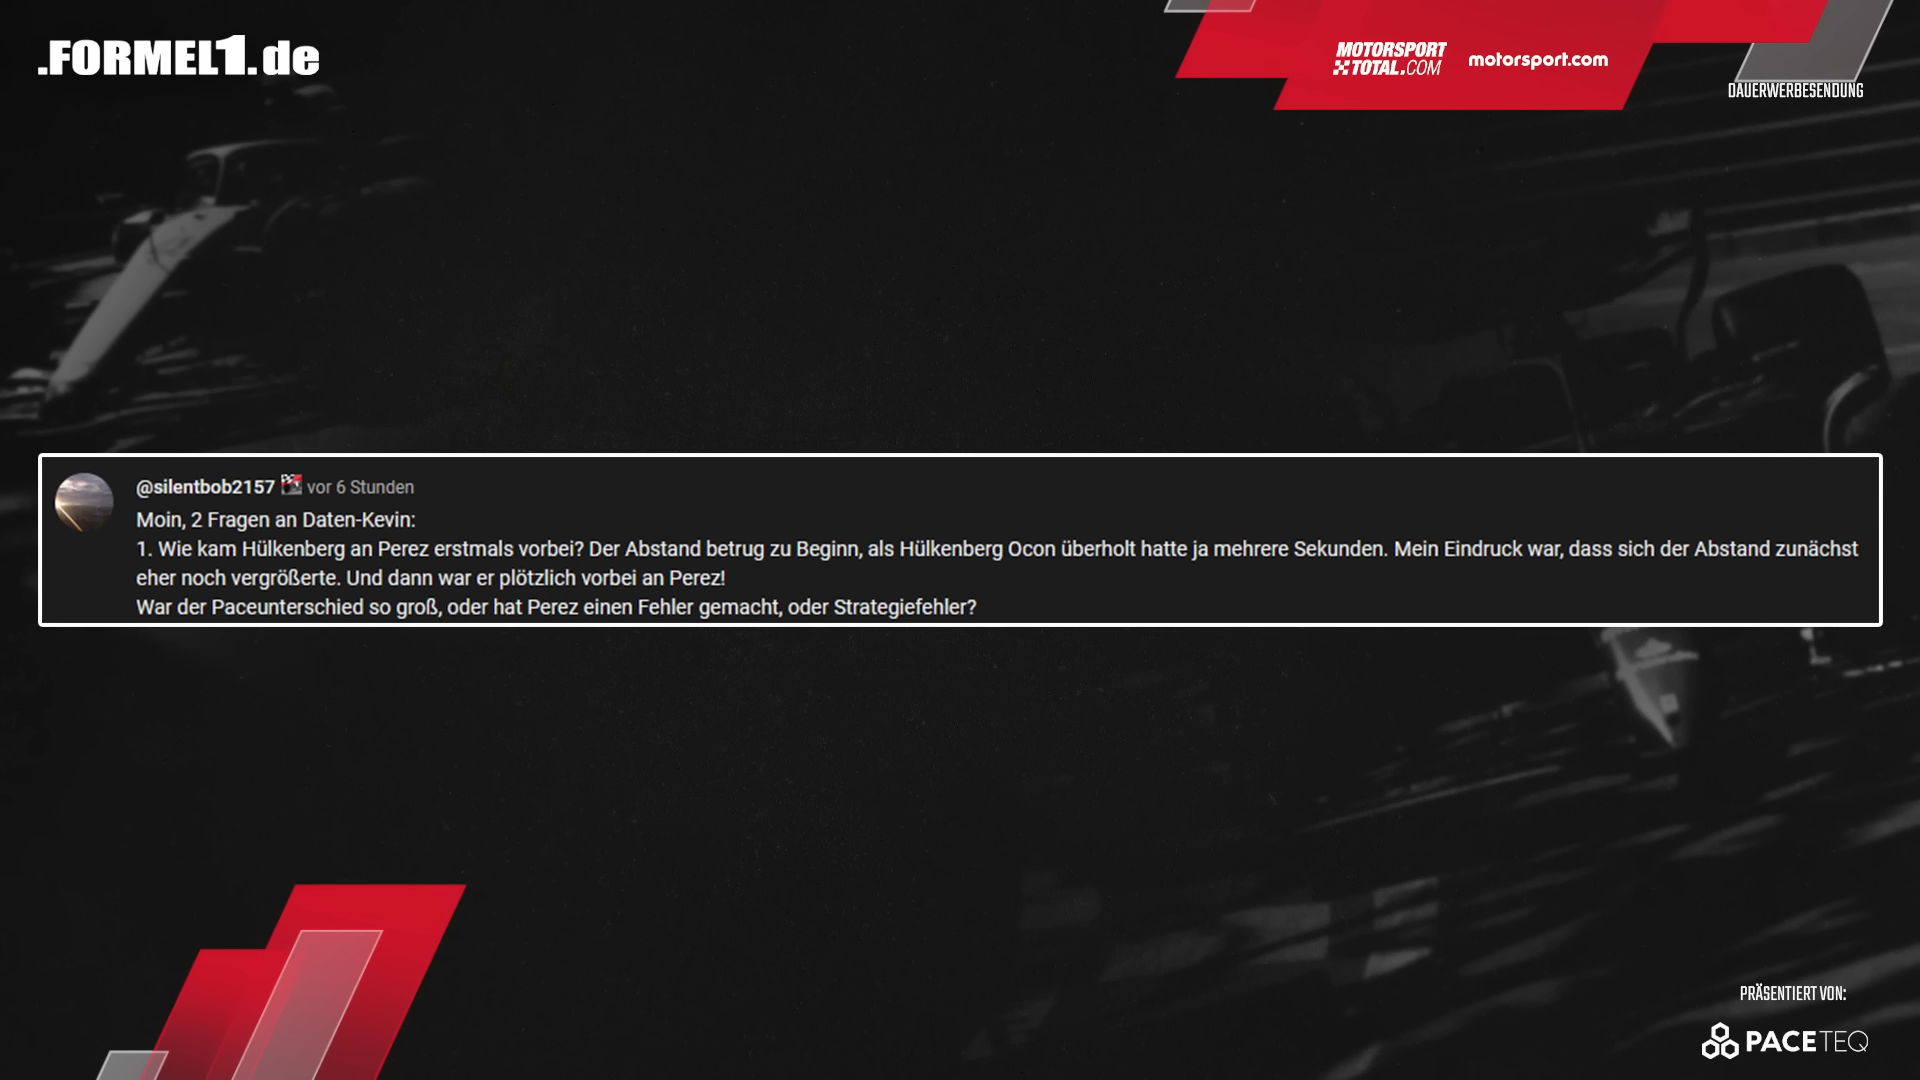 .FORMEL1.de
MOTORSPORT
TOTAL.COM
motorsport.com
DAUERWERBESENDUNG
@silentbob2157 vor 6 Stunden
Moin, 2 Fragen an Daten-Kevin:
1. Wie kam Hülkenberg an Perez erstmals vorbei? Der Abstand betrug zu Beginn, als Hülkenberg Ocon überholt hatte ja mehrere Sekunden. Mein Eindruck war, dass sich der Abstand zunächst
eher noch vergrößerte. Und dann war er plötzlich vorbei an Perez!
War der Paceunterschied so groß, oder hat Perez einen Fehler gemacht, oder Strategiefehler?
PRÄSENTIERT VON:
PACETEQ